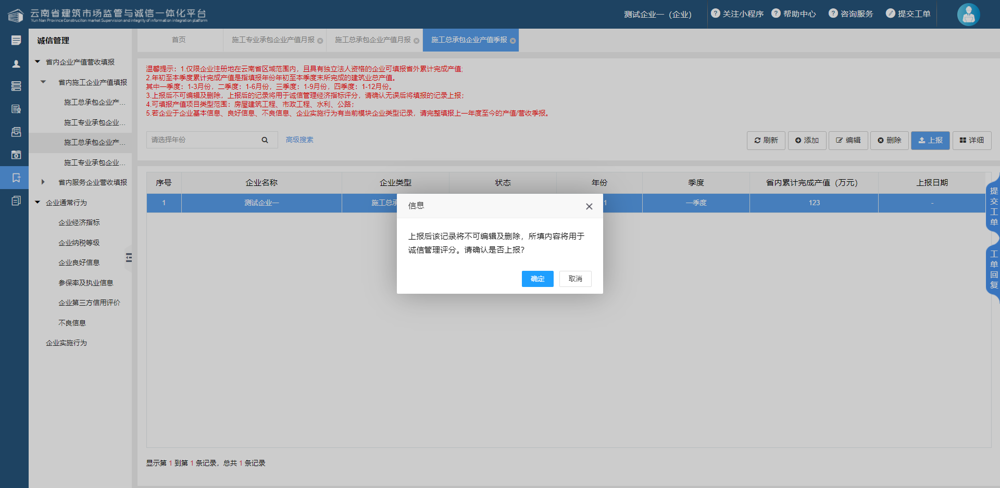 云南省建筑市场监管与诚信一体化平台
Yun Nan Province Construciton market Supervision and integrity of information integration platform
测试企业一（企业）
关注小程序
帮助中心
咨询服务
提交工单
诚信管理
省内企业产值营收填报
省内施工企业产值填报
施工总承包企业产...
施工专业承包企业...
施工总承包企业产...
施工专业承包企业...
省内服务企业营收填报
企业通常行为
企业经济指标
企业纳税等级
企业良好信息
参保率及执业信息
企业第三方信用评价
不良信息
企业实施行为
首页
施工专业承包企业产值月报
施工总承包企业产值月报
施工总承包企业产值季报
温馨提示：1.仅限企业注册地在云南省区域范围内，且具有独立法人资格的企业可填报省外累计完成产值;
2.年初至本季度累计完成产值是指填报年份年初至本季度末所完成的建筑业总产值。
其中一季度：1-3月份，二季度：1-6月份，三季度：1-9月份，四季度：1-12月份。
3.上报后不可编辑及删除，上报后的记录将用于诚信管理经济指标评分，请确认无误后将填报的记录上报；
4.可填报产值项目类型范围：房屋建筑工程、市政工程、水利、公路；
5.若企业于企业基本信息、良好信息、不良信息、企业实施行为有当前模块企业类型记录，请完整填报上一年度至今的产值/营收季报。
请选择年份
高级搜索
刷新
添加
编辑
删除
上报
详细
序号
企业名称
企业类型
状态
年份
季度
省内累计完成产值（万元）
上报日期
1
测试企业一
施工总承
1
一季度
123
-
信息
上报后该记录将不可编辑及删除，所填内容将用于
诚信管理评分。请确认是否上报？
确定
取消
提交工单
工单回复
显示第 1 到第 1 条记录，总共 1 条记录